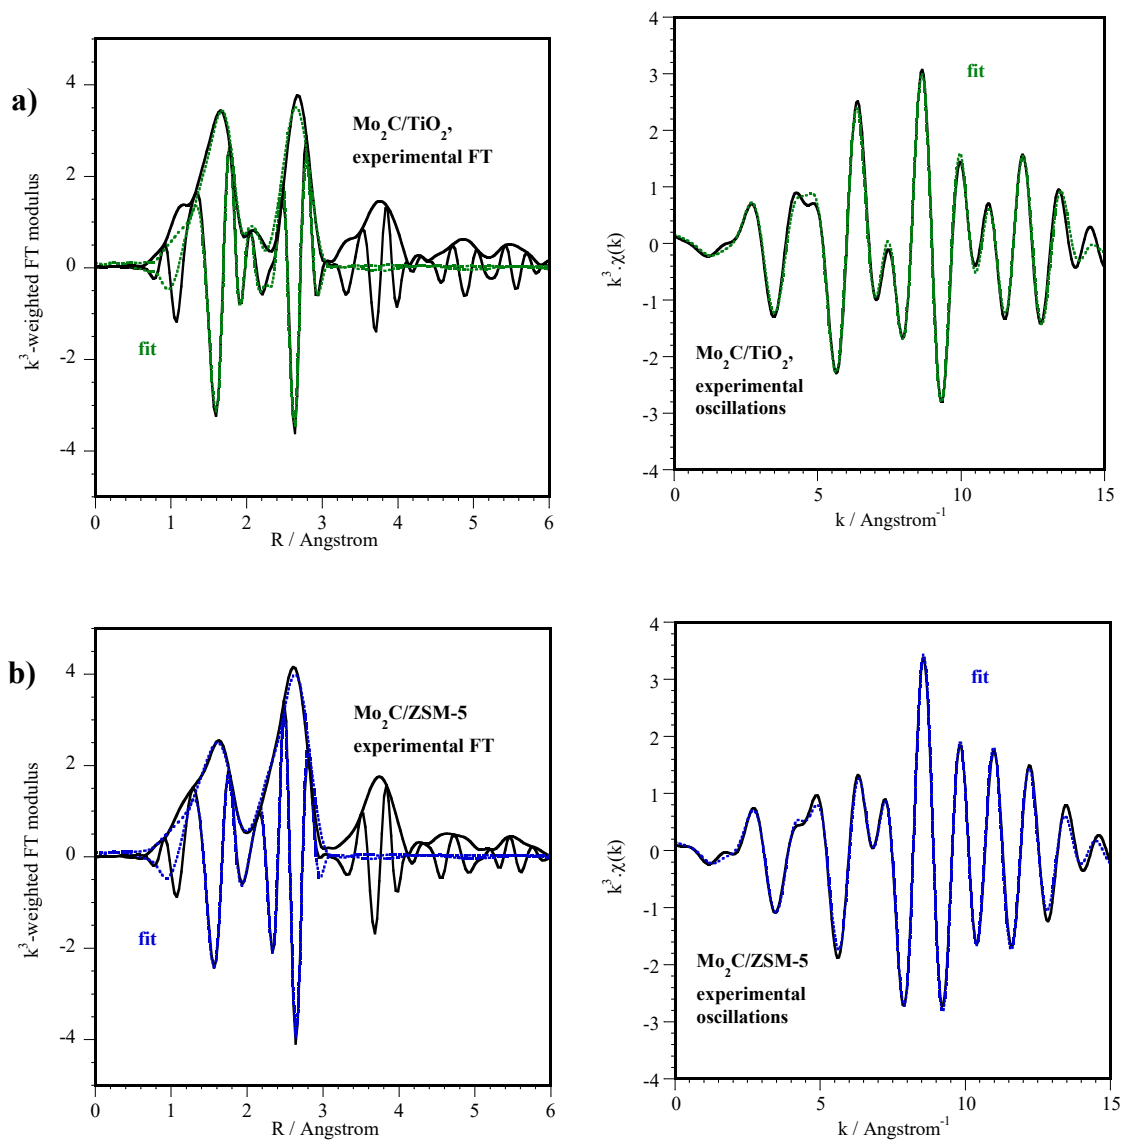 a)
k³-weighted FT modulus
4
2
0
-2
-4
Mo₂C/TiO₂,
experimental FT
fit
0 1 2 3 4 5 6
R / Angstrom
k³.χ(k)
4
3
2
1
0
-1
-2
-3
-4
fit
Mo₂C/TiO₂,
experimental
oscillations
0 5 10 15
k / Angstrom⁻¹
b)
k³-weighted FT modulus
4
2
0
-2
-4
Mo₂C/ZSM-5
experimental FT
fit
0 1 2 3 4 5 6
R / Angstrom
k³.χ(k)
4
3
2
1
0
-1
-2
-3
-4
fit
Mo₂C/ZSM-5
experimental
oscillations
0 5 10 15
k / Angstrom⁻¹